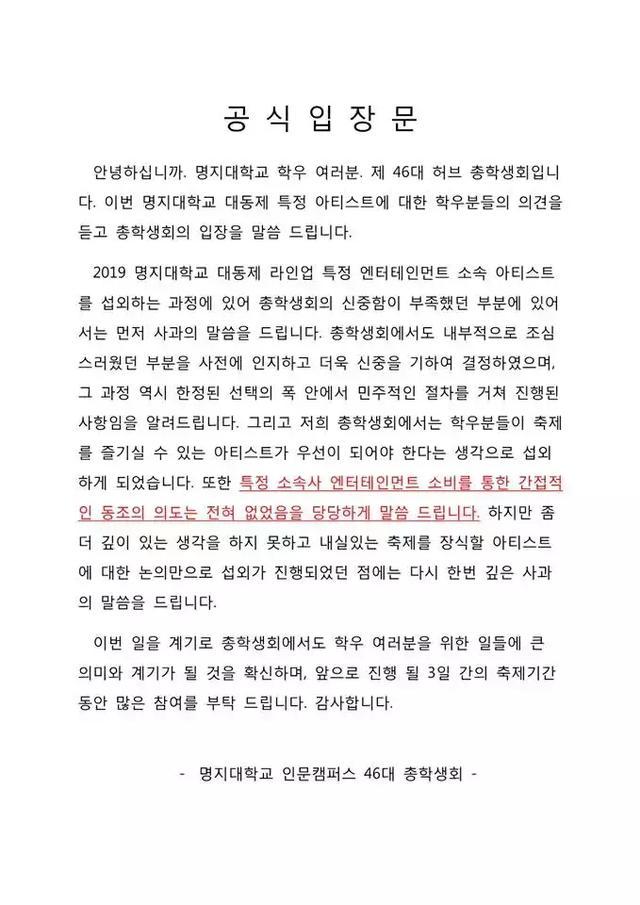 공 식 입 장 문
안녕하십니까. 명지대학교 학우 여러분. 제 46대 허브 총학생회입니
다. 이번 명지대학교 대동제 특정 아티스트에 대한 학우분들의 의견을
듣고 총학생회의 입장을 말씀 드립니다.
2019 명지대학교 대동제 라인업 특정 엔터테인먼트 소속 아티스트
를 섭외하는 과정에 있어 총학생회의 신중함이 부족했던 부분에 있어
서는 먼저 사과의 말씀을 드립니다. 총학생회에서도 내부적으로 조심
스러웠던 부분을 사전에 인지하고 더욱 신중을 기하여 결정하였으며,
그 과정 역시 한정된 선택의 폭 안에서 민주적인 절차를 거쳐 진행된
사항임을 알려드립니다. 그리고 저희 총학생회에서는 학우분들이 축제
를 즐기실 수 있는 아티스트가 우선이 되어야 한다는 생각으로 섭외
하게 되었습니다. 또한 특정 소속사 엔터테인먼트 소비를 통한 간접적
인 동조의 의도는 전혀 없었음을 당당하게 말씀 드립니다. 하지만 좀
더 깊이 있는 생각을 하지 못하고 내실있는 축제를 장식할 아티스트
에 대한 논의만으로 섭외가 진행되었던 점에는 다시 한번 깊은 사과
의 말씀을 드립니다.
이번 일을 계기로 총학생회에서도 학우 여러분을 위한 일들에 큰
의미와 계기가 될 것을 확신하며, 앞으로 진행 될 3일 간의 축제기간
동안 많은 참여를 부탁 드립니다. 감사합니다.
- 명지대학교 인문캠퍼스 46대 총학생회 -